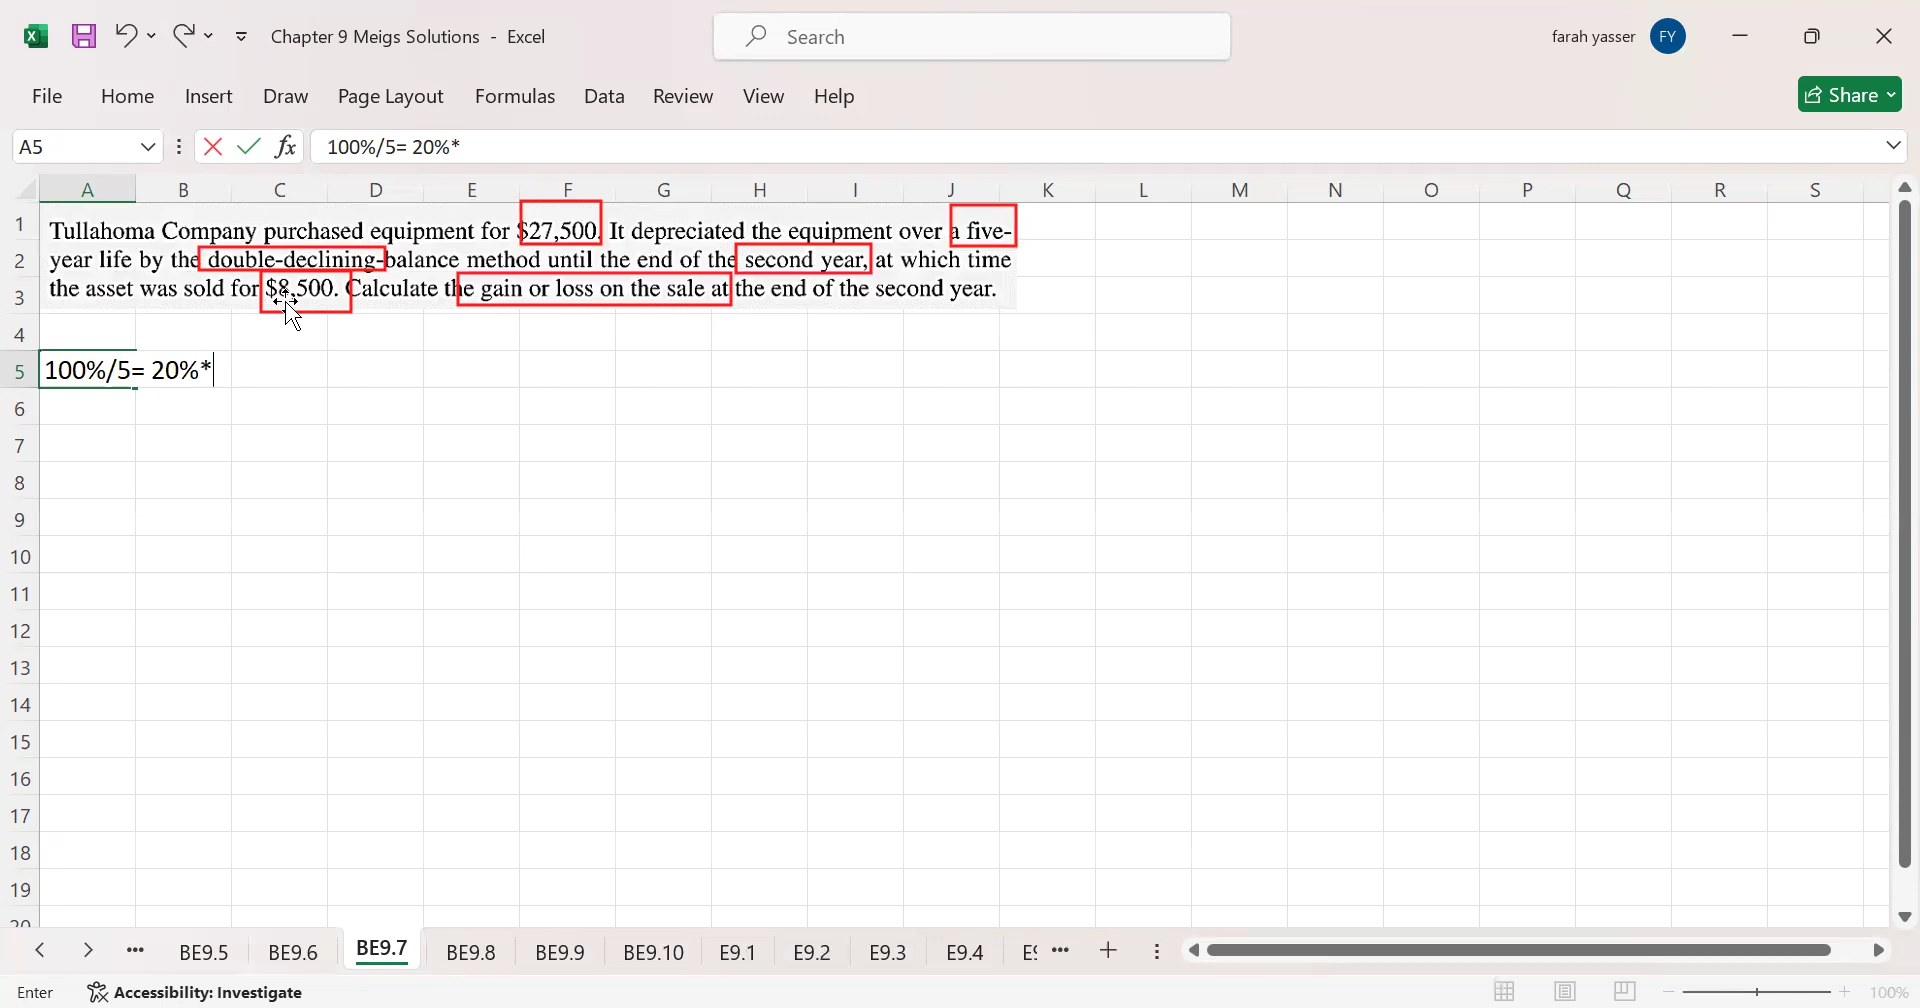 Chapter 9 Meigs Solutions - Excel
Search
farah yasser
FY
File Home Insert Draw Page Layout Formulas Data Review View Help
Share
A5
fx
100%/5= 20%*
A B C D E F G H I J K L M N O P Q R S
1
2
3
4
5
6
7
8
9
10
11
12
13
14
15
16
17
18
19
20
Tullahoma Company purchased equipment for $27,500. It depreciated the equipment over a five-
year life by the double-declining-balance method until the end of the second year, at which time
the asset was sold for $8,500. Calculate the gain or loss on the sale at the end of the second year.
100%/5= 20%*
BE9.5 BE9.6 BE9.7 BE9.8 BE9.9 BE9.10 E9.1 E9.2 E9.3 E9.4
Enter
Accessibility: Investigate
100%